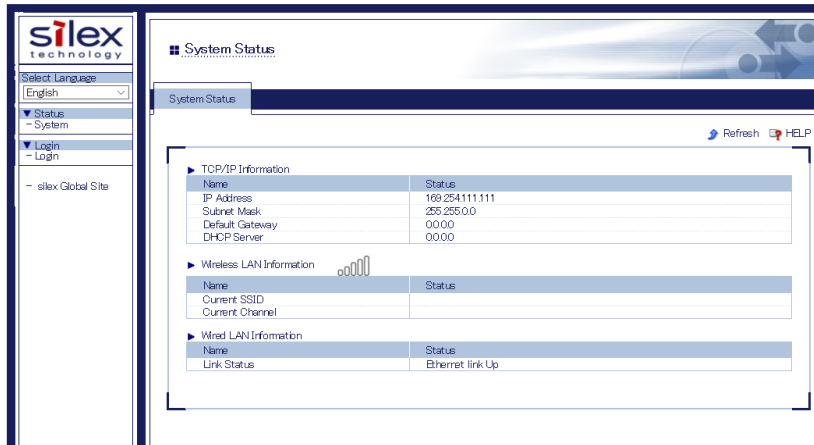 silex
technology
Select Language
English
▼ Status
- System
▼ Login
- Login
- silex Global Site
System Status
System Status
Refresh HELP
▶ TCP/IP Information
Name Status
IP Address 169.254.111.111
Subnet Mask 255.255.0.0
Default Gateway 0.0.0.0
DHCP Server 0.0.0.0
▶ Wireless LAN Information
Name Status
Current SSID
Current Channel
▶ Wired LAN Information
Name Status
Link Status Ethernet link Up